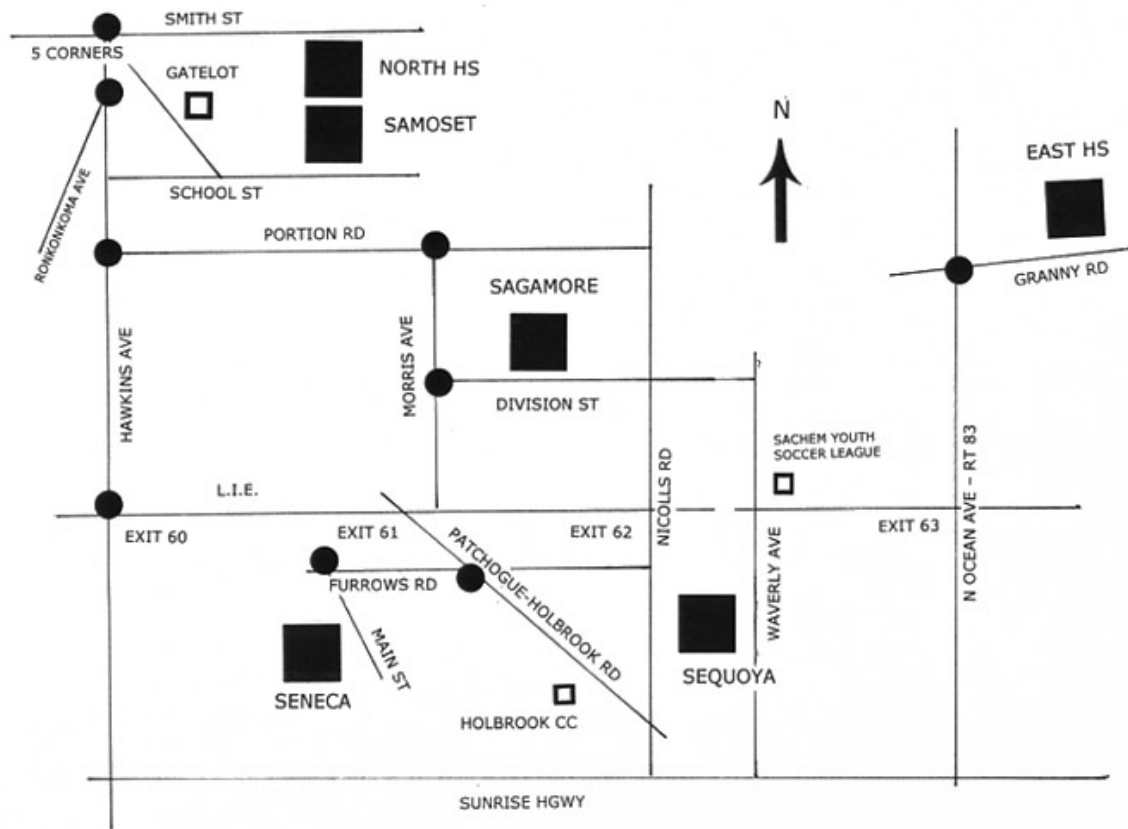 SMITH ST
5 CORNERS
GATELOT
NORTH HS
SAMOSET
N
EAST HS
RONKONKOMA AVE
SCHOOL ST
PORTION RD
GRANNY RD
SAGAMORE
HAWKINS AVE
MORRIS AVE
DIVISION ST
SACHEM YOUTH
SOCCER LEAGUE
NICOLLS RD
N OCEAN AVE – RT 83
L.I.E.
EXIT 60
EXIT 61
EXIT 62
EXIT 63
PATCHOGUE-HOLBROOK RD
WAVERLY AVE
FURROWS RD
MAIN ST
SENECA
SEQUOYA
HOLBROOK CC
SUNRISE HGWY